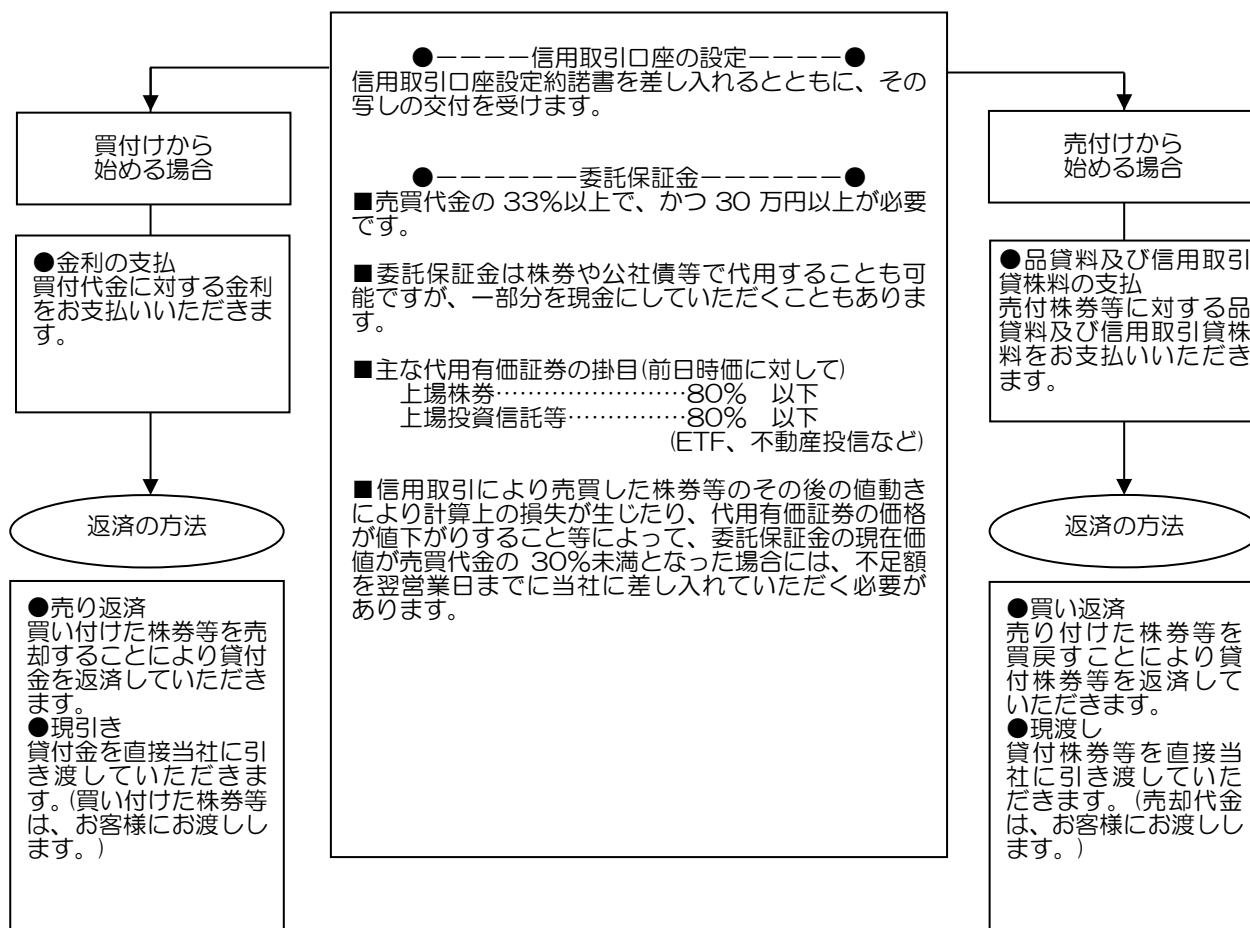 ●ーーーー信用取引口座の設定ーーーー●
信用取引口座設定約諾書を差し入れるとともに、その
写しの交付を受けます。
●ーーーーーー委託保証金ーーーーーー●
■売買代金の 33%以上で、かつ 30 万円以上が必要
です。
■委託保証金は株券や公社債等で代用することも可
能ですが、一部分を現金にしていただくこともありま
す。
■主な代用有価証券の掛目(前日時価に対して)
上場株券……………………80% 以下
上場投資信託等……………80% 以下
(ETF、不動産投信など)
■信用取引により売買した株券等のその後の値動き
により計算上の損失が生じたり、代用有価証券の価格
が値下がりすること等によって、委託保証金の現在価
値が売買代金の 30%未満となった場合には、不足額
を翌営業日までに当社に差し入れていただく必要が
あります。
買付けから
始める場合
●金利の支払
買付代金に対する金利
をお支払いいただきま
す。
返済の方法
●売り返済
買い付けた株券等を売
却することにより貸付
金を返済していただき
ます。
●現引き
貸付金を直接当社に引
き渡していただきま
す。(買い付けた株券等
は、お客様にお渡しし
ます。)
売付けから
始める場合
●品貸料及び信用取引
貸株料の支払
売付株券等に対する品
貸料及び信用取引貸株
料をお支払いいただき
ます。
返済の方法
●買い返済
売り付けた株券等を
買戻すことにより貸
付株券等を返済して
いただきます。
●現渡し
貸付株券等を直接当
社に引き渡していた
だきます。(売却代金
は、お客様にお渡しし
ます。)